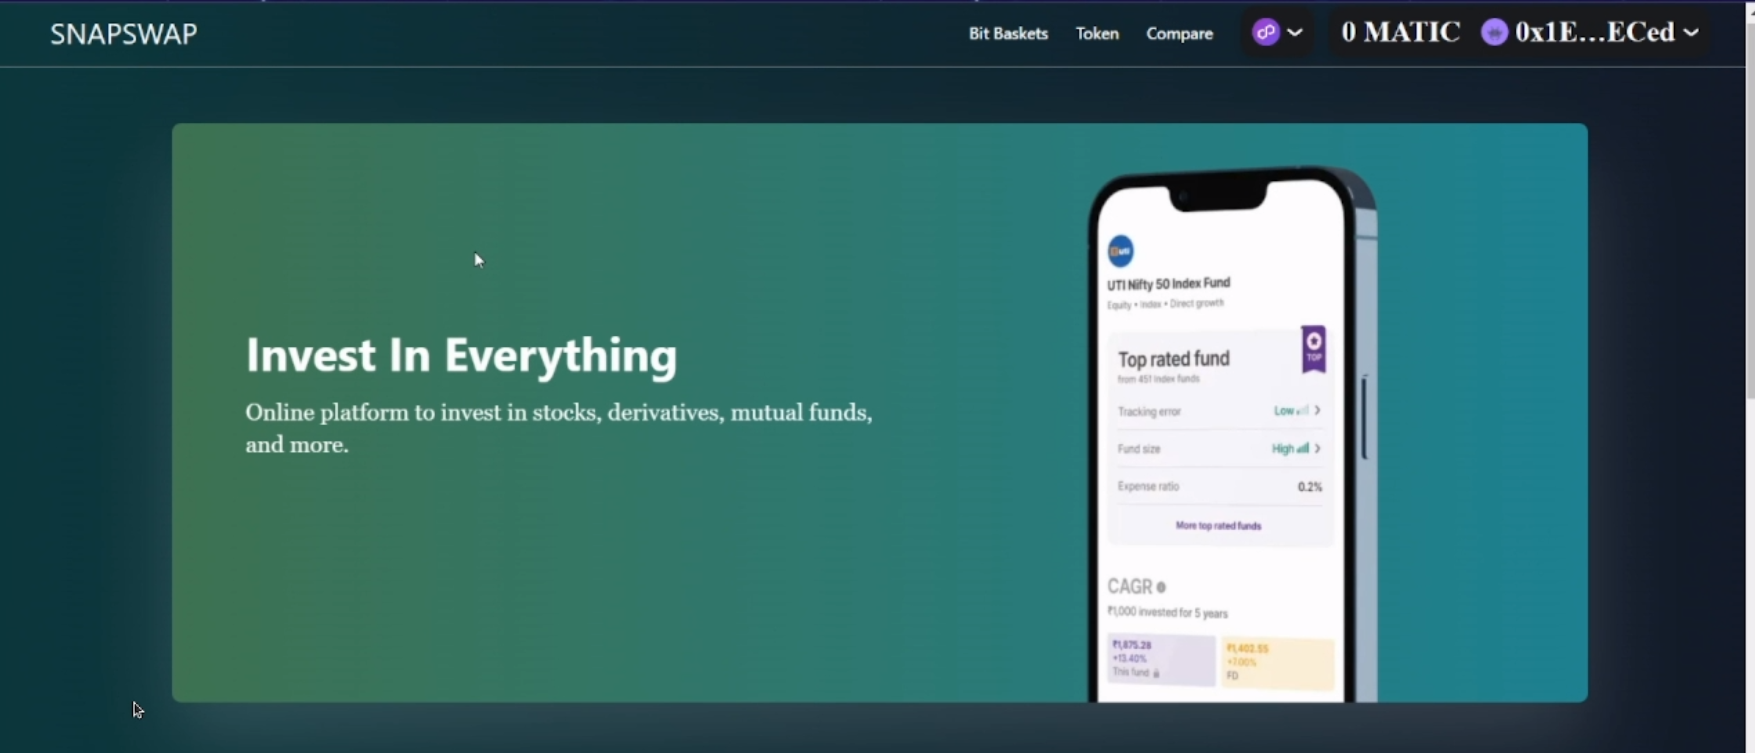 SNAPSWAP
Bit Baskets Token Compare 0 MATIC 0x1E...ECed
UTI Nifty 50 Index Fund
Equity • Index • Direct growth
Top rated fund
TOP
from 451 index funds
Tracking error Low
Fund size High
Expense ratio 0.2%
More top rated funds
Invest In Everything
Online platform to invest in stocks, derivatives, mutual funds,
and more.
CAGR
₹1,000 invested for 5 years
₹1,875.28 ₹1,402.55
+13.40% +7.00%
This fund FD